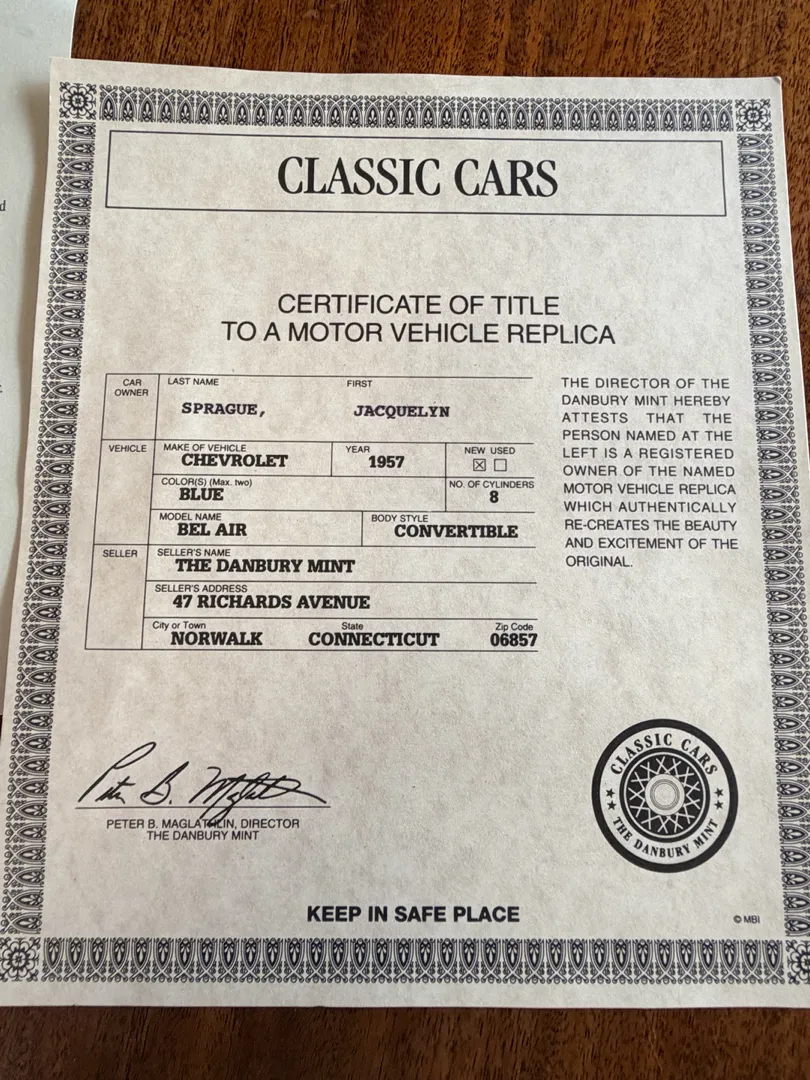 CLASSIC CARS
CERTIFICATE OF TITLE
TO A MOTOR VEHICLE REPLICA
CAR OWNER
LAST NAME FIRST
SPRAGUE, JACQUELYN
VEHICLE
MAKE OF VEHICLE YEAR NEW USED
CHEVROLET 1957 ☒ ☐
COLOR(S) (Max. two) NO. OF CYLINDERS
BLUE 8
MODEL NAME BODY STYLE
BEL AIR CONVERTIBLE
SELLER
SELLER'S NAME
THE DANBURY MINT
SELLER'S ADDRESS
47 RICHARDS AVENUE
City or Town State Zip Code
NORWALK CONNECTICUT 06857
THE DIRECTOR OF THE
DANBURY MINT HEREBY
ATTESTS THAT THE
PERSON NAMED AT THE
LEFT IS A REGISTERED
OWNER OF THE NAMED
MOTOR VEHICLE REPLICA
WHICH AUTHENTICALLY
RE-CREATES THE BEAUTY
AND EXCITEMENT OF THE
ORIGINAL.
Peter B. Maglathlin
PETER B. MAGLATHLIN, DIRECTOR
THE DANBURY MINT
CLASSIC CARS
THE DANBURY MINT
KEEP IN SAFE PLACE
© MBI